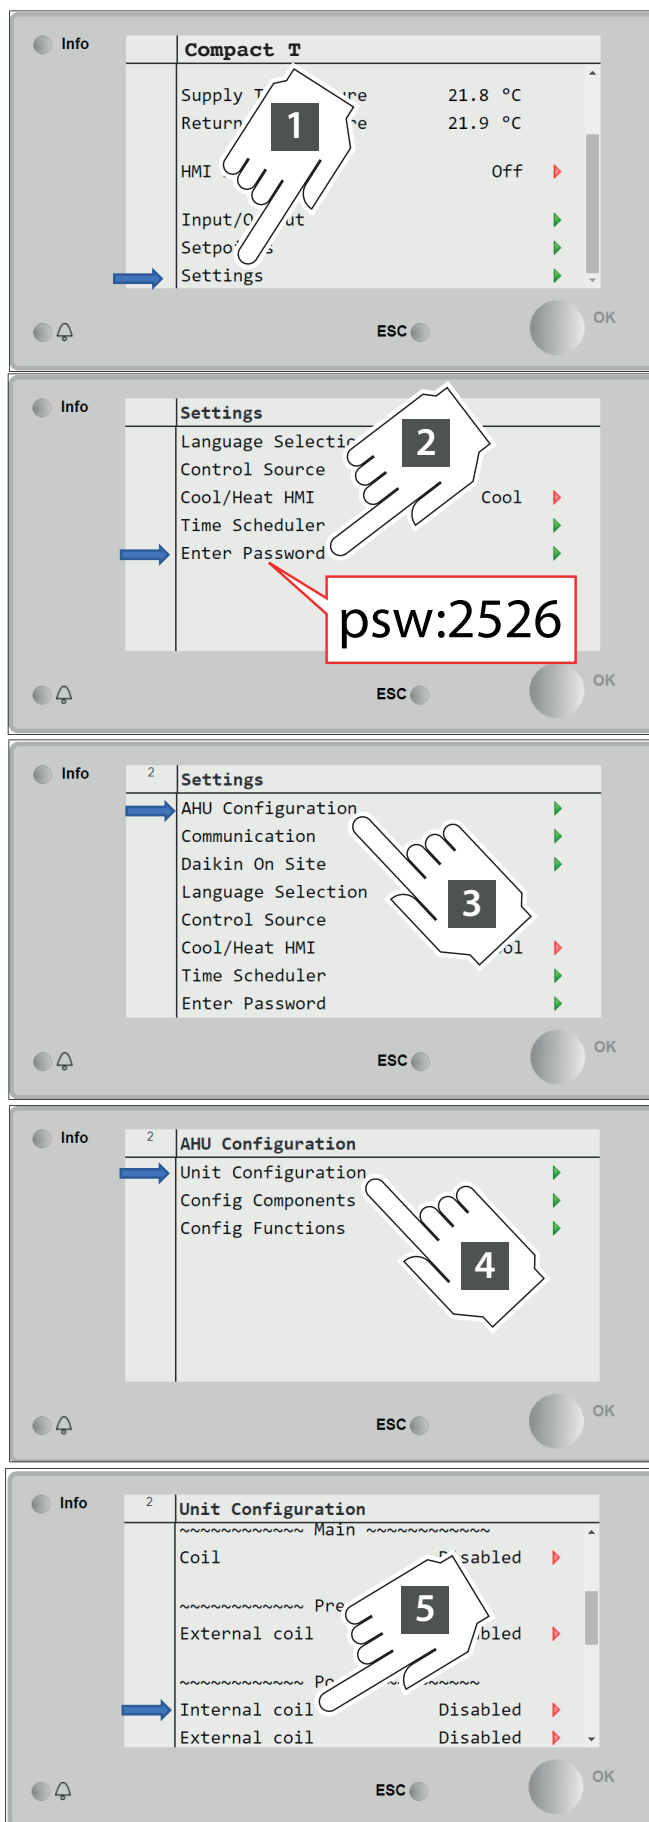 Info
Compact T
Supply 21.8 °C
Return 21.9 °C
1
HMI Off
Input/O ut
Setpo s
Settings
ESC
OK
Info
Settings
Language Selectio
2
Control Source
Cool/Heat HMI Cool
Time Scheduler
Enter Password
psw:2526
ESC
OK
Info
2 Settings
AHU Configuration
Communication
Daikin On Site
Language Selection
3
Control Source
Cool/Heat HMI ol
Time Scheduler
Enter Password
ESC
OK
Info
2 AHU Configuration
Unit Configuration
Config Components
Config Functions
4
ESC
OK
Info
2 Unit Configuration
~~~~~~~~~~~~ Main ~~~~~~~~~~~~
Coil Disabled
~~~~~~~~~~~~ Pre
5
External coil bled
~~~~~~~~~~~~ Po ~~~~~~~
Internal coil Disabled
External coil Disabled
ESC
OK